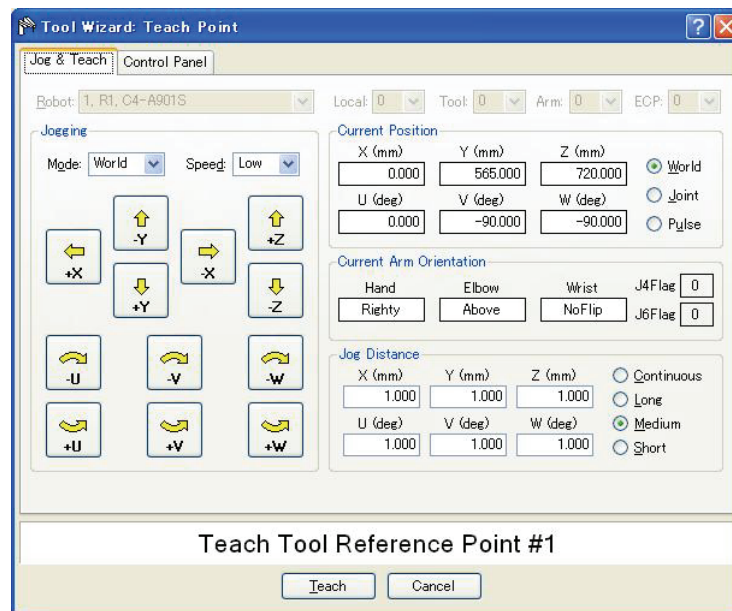 Tool Wizard: Teach Point
Jog & Teach Control Panel
Robot: 1, R1, C4-A901S Local: 0 Tool: 0 Arm: 0 ECP: 0
Jogging
Mode: World Speed: Low
-Y +Z
+X -X
+Y -Z
-U -V -W
+U +V +W
Current Position
X (mm) Y (mm) Z (mm)
0.000 565.000 720.000 World
U (deg) V (deg) W (deg) Joint
0.000 -90.000 -90.000 Pulse
Current Arm Orientation
Hand Elbow Wrist J4Flag 0
Righty Above NoFlip J6Flag 0
Jog Distance
X (mm) Y (mm) Z (mm) Continuous
1.000 1.000 1.000 Long
U (deg) V (deg) W (deg) Medium
1.000 1.000 1.000 Short
Teach Tool Reference Point #1
Teach Cancel